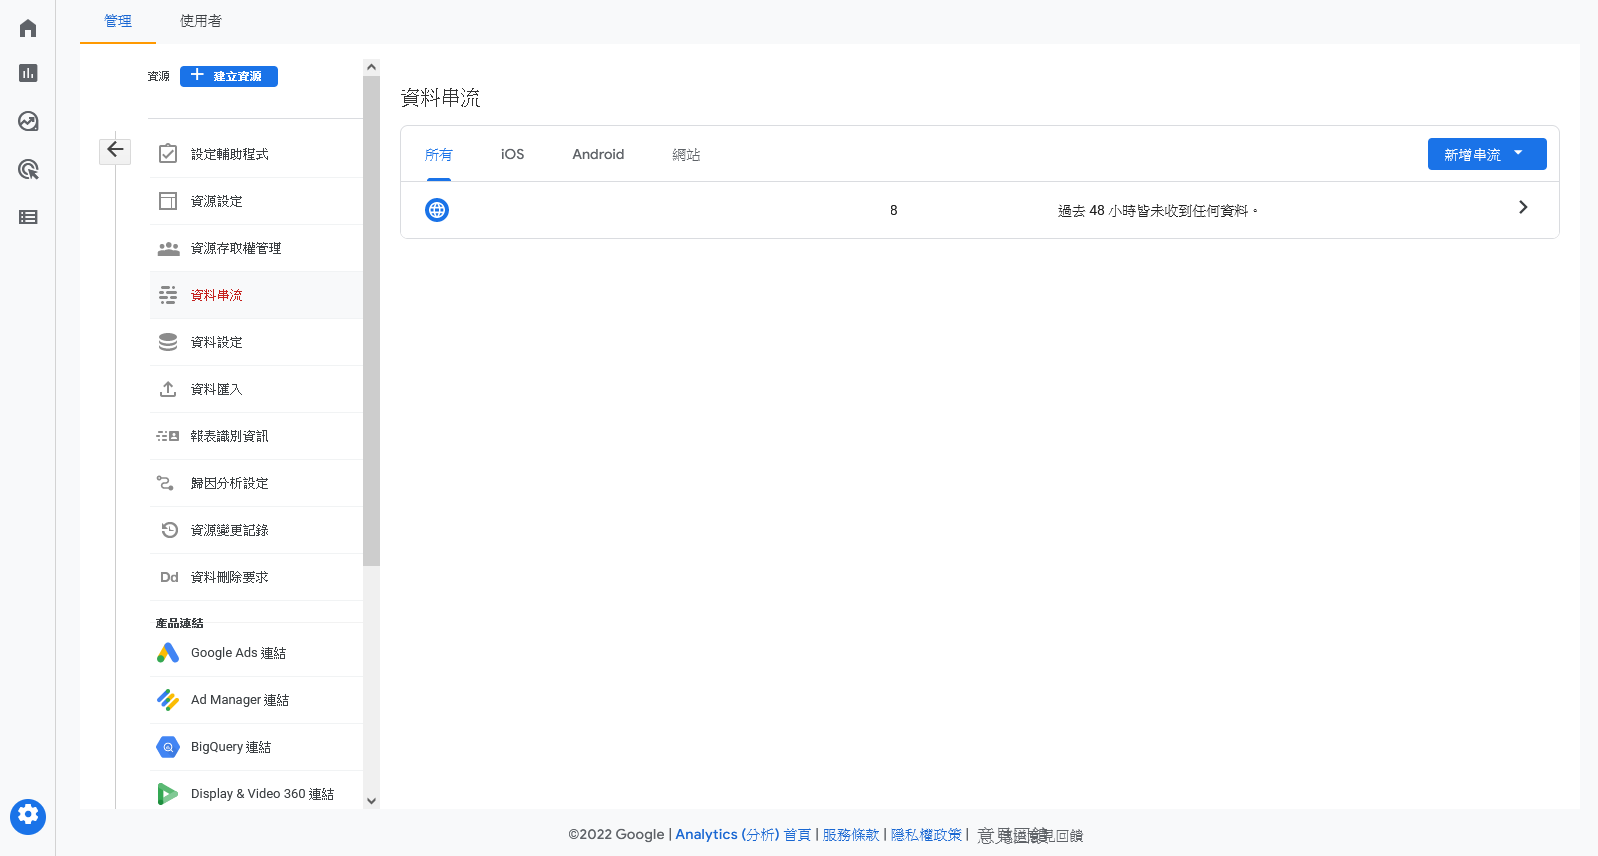 管理 使用者
資源 建立資源
設定輔助程式
資源設定
資源存取權管理
資料串流
資料設定
資料匯入
報表識別資訊
歸因分析設定
資源變更記錄
Dd 資料刪除要求
產品連結
Google Ads 連結
Ad Manager 連結
BigQuery 連結
Display & Video 360 連結
資料串流
所有 iOS Android 網站 新增串流
8 過去 48 小時皆未收到任何資料。
©2022 Google | Analytics (分析) 首頁 | 服務條款 | 隱私權政策 | 意見回饋